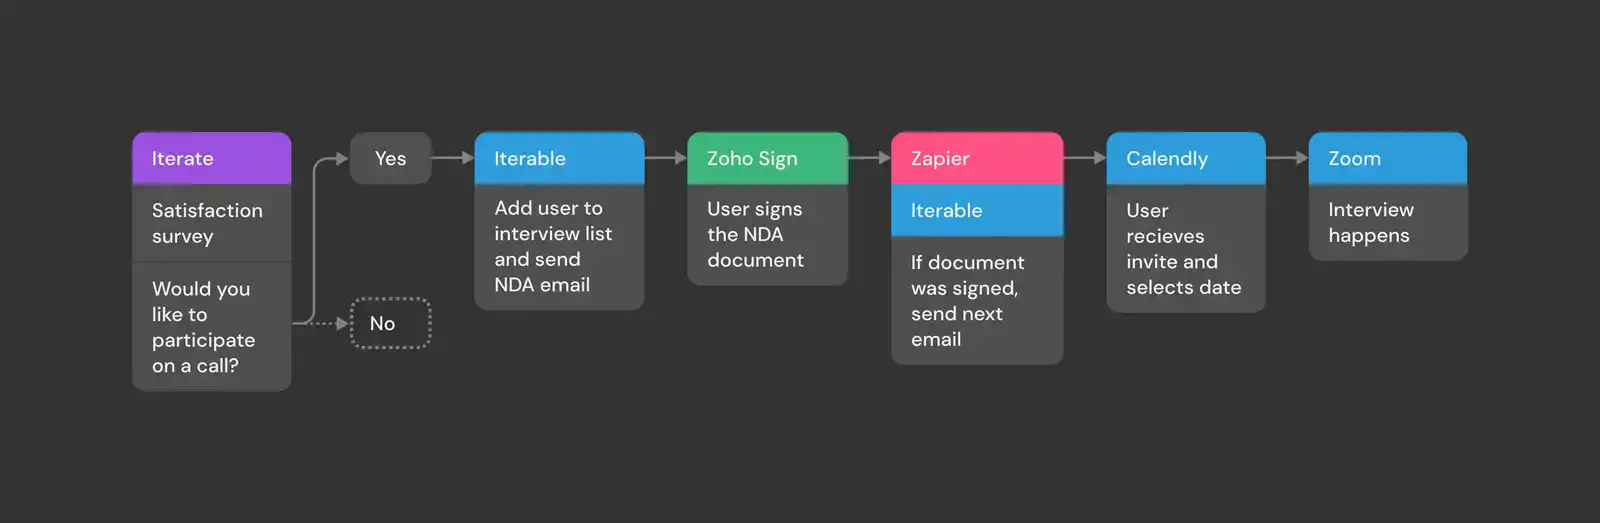 Iterate
Satisfaction
survey
Would you
like to
participate
on a call?
Yes
No
Iterable
Add user to
interview list
and send
NDA email
Zoho Sign
User signs
the NDA
document
Zapier
Iterable
If document
was signed,
send next
email
Calendly
User
recieves
invite and
selects date
Zoom
Interview
happens